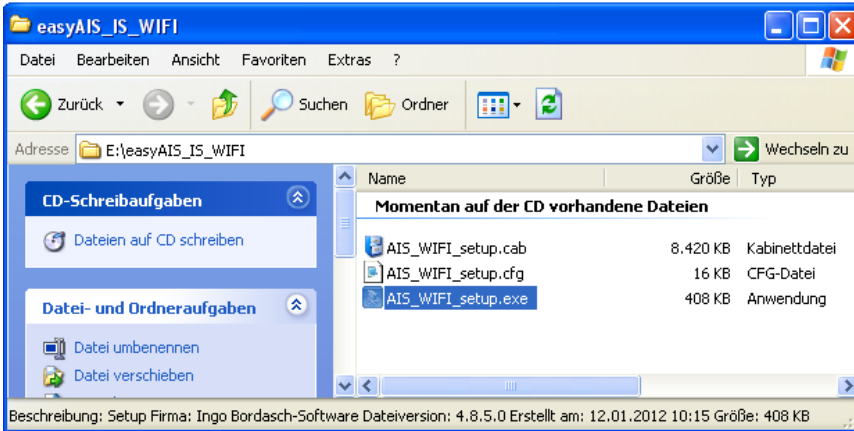 easyAIS_IS_WIFI
Datei Bearbeiten Ansicht Favoriten Extras ?
Zurück Suchen Ordner
Adresse E:\easyAIS_IS_WIFI Wechseln zu
Name Größe Typ
CD-Schreibaufgaben
Momentan auf der CD vorhandene Dateien
Dateien auf CD schreiben
AIS_WIFI_setup.cab 8.420 KB Kabinettdatei
AIS_WIFI_setup.cfg 16 KB CFG-Datei
AIS_WIFI_setup.exe 408 KB Anwendung
Datei- und Ordneraufgaben
Datei umbenennen
Datei verschieben
Beschreibung: Setup Firma: Ingo Bordasch-Software Dateiversion: 4.8.5.0 Erstellt am: 12.01.2012 10:15 Größe: 408 KB